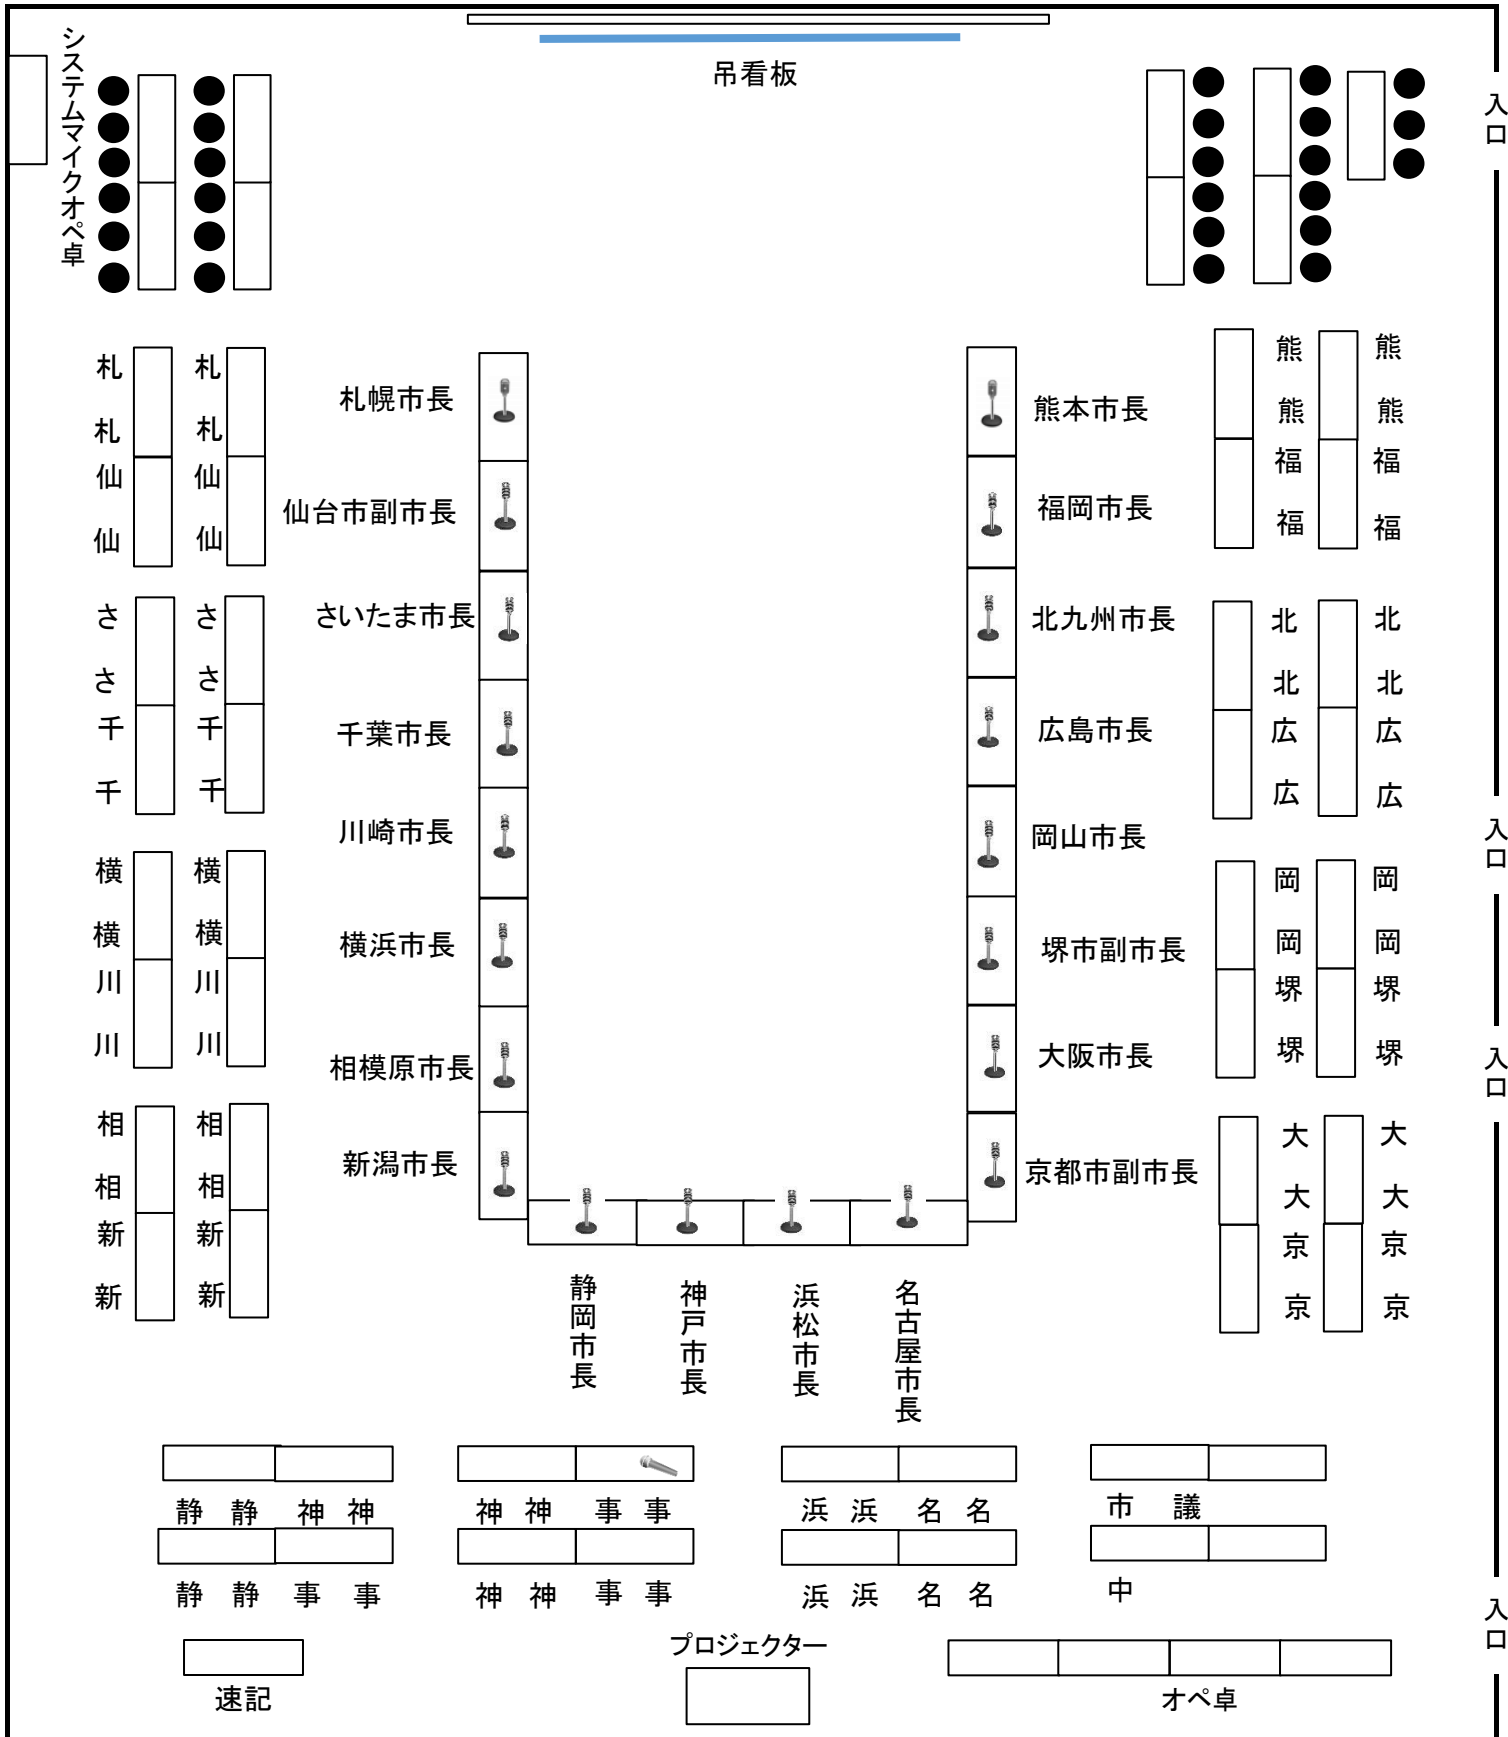 吊看板
システムマイクオペ卓
入口
札 札
札 札
仙 仙
仙 仙
さ さ
さ さ
千 千
千 千
横 横
横 横
川 川
川 川
相 相
相 相
新 新
新 新
札幌市長
仙台市副市長
さいたま市長
千葉市長
川崎市長
横浜市長
相模原市長
新潟市長
静岡市長
神戸市長
浜松市長
名古屋市長
熊本市長
福岡市長
北九州市長
広島市長
岡山市長
堺市副市長
大阪市長
京都市副市長
熊 熊
熊 熊
福 福
福 福
北 北
北 北
広 広
広 広
岡 岡
岡 岡
堺 堺
堺 堺
大 大
大 大
京 京
京 京
入口
入口
静 静 神 神 神 神 事 事 浜 浜 名 名 市 議
静 静 事 事 神 神 事 事 浜 浜 名 名 中
入口
速記
プロジェクター
オペ卓